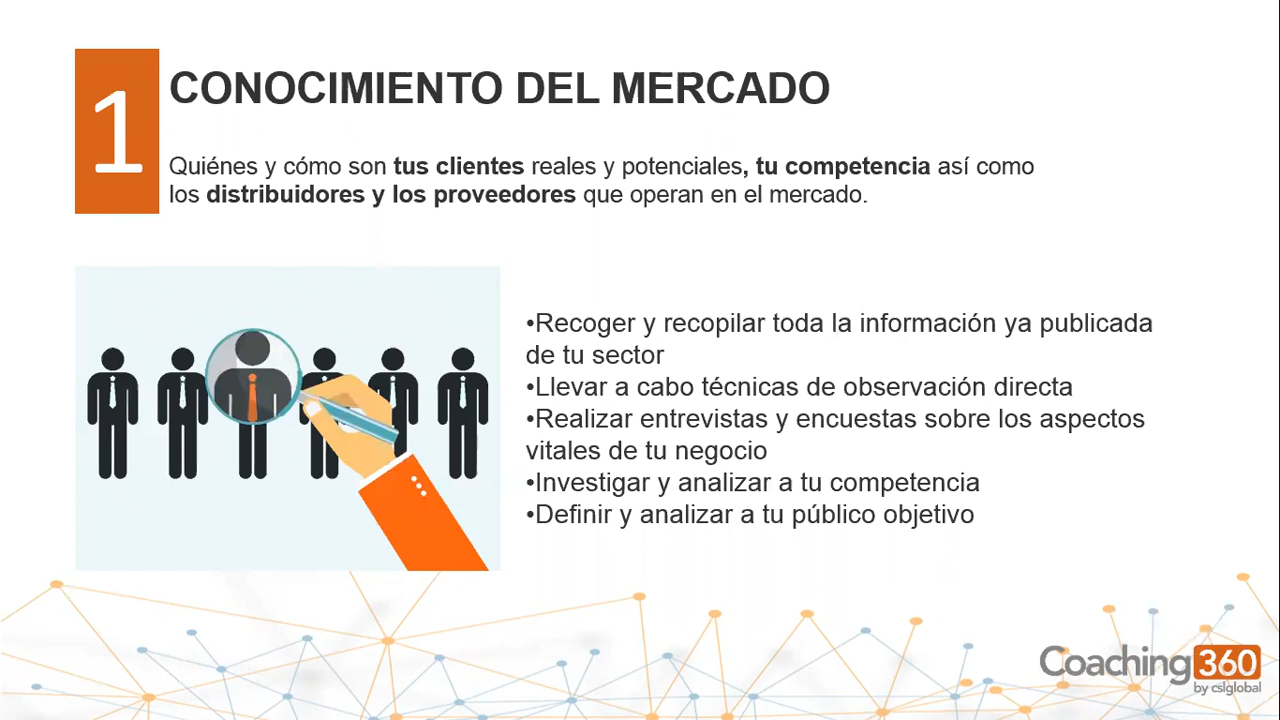 1
CONOCIMIENTO DEL MERCADO
Quiénes y cómo son tus clientes reales y potenciales, tu competencia así como
los distribuidores y los proveedores que operan en el mercado.
•Recoger y recopilar toda la información ya publicada
de tu sector
•Llevar a cabo técnicas de observación directa
•Realizar entrevistas y encuestas sobre los aspectos
vitales de tu negocio
•Investigar y analizar a tu competencia
•Definir y analizar a tu público objetivo
Coaching 360
by cslglobal